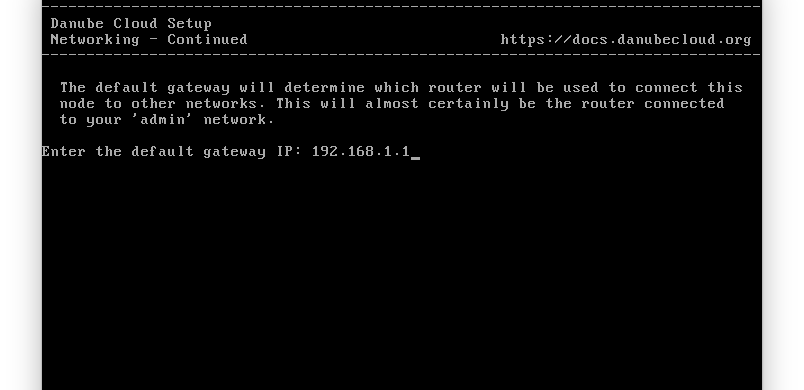 Danube Cloud Setup
Networking - Continued https://docs.danubecloud.org
The default gateway will determine which router will be used to connect this
node to other networks. This will almost certainly be the router connected
to your 'admin' network.
Enter the default gateway IP: 192.168.1.1_